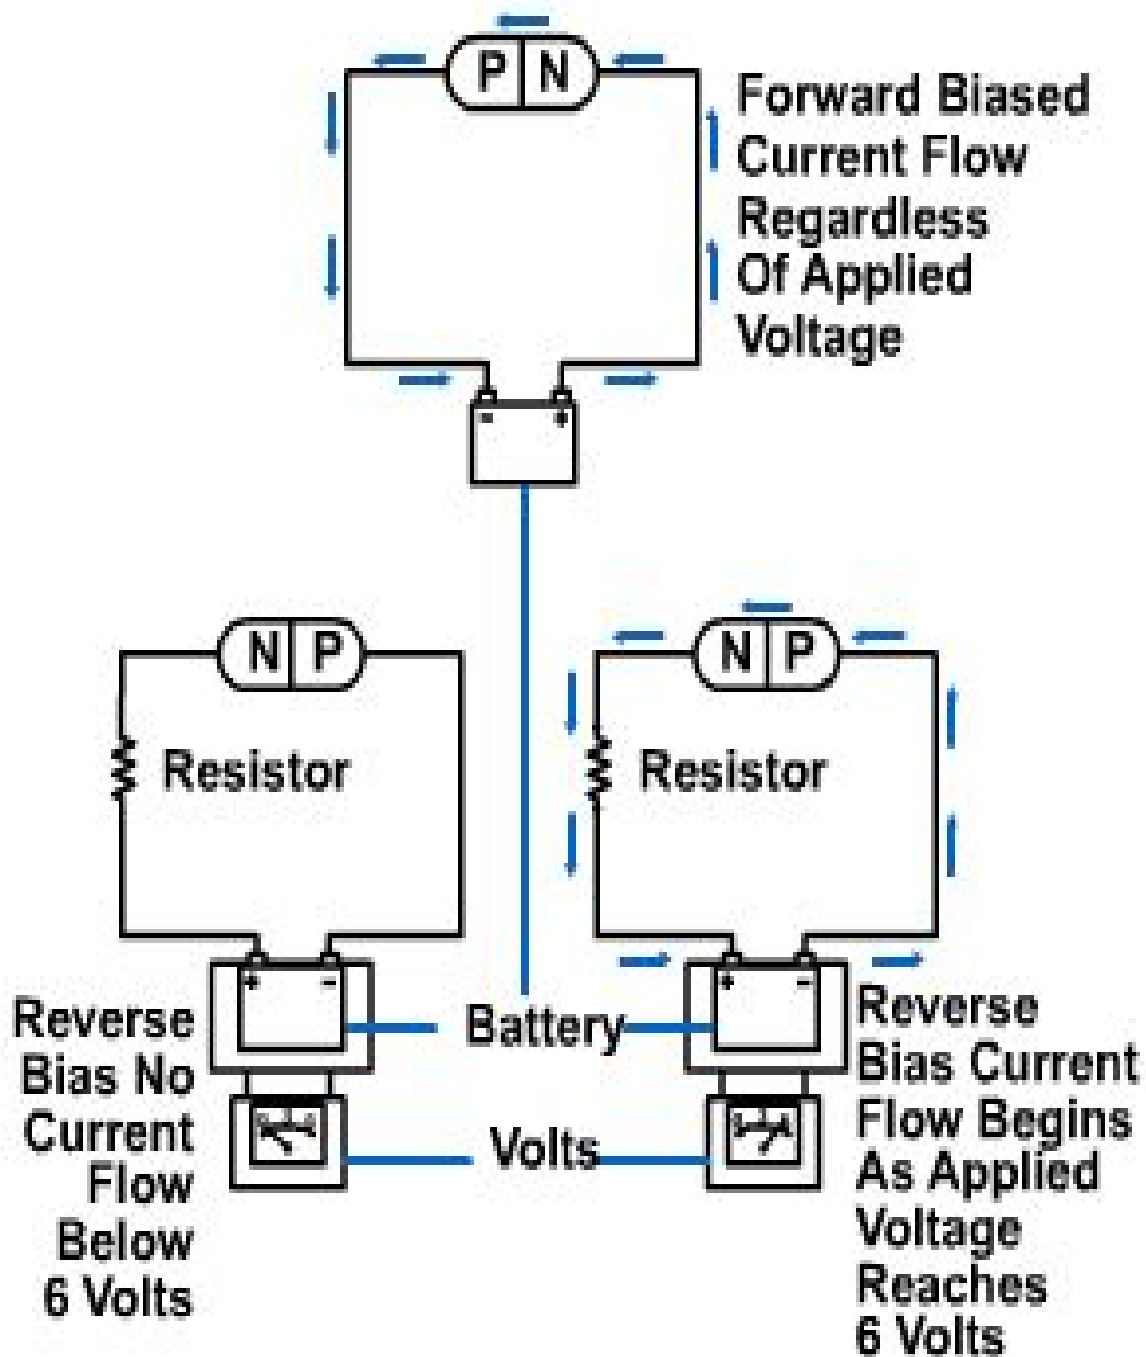 P N
Forward Biased
Current Flow
Regardless
Of Applied
Voltage
- +
N P
N P
Resistor
Resistor
+ -
+ -
Reverse
Bias No
Current
Flow
Below
6 Volts
Battery
Volts
Reverse
Bias Current
Flow Begins
As Applied
Voltage
Reaches
6 Volts